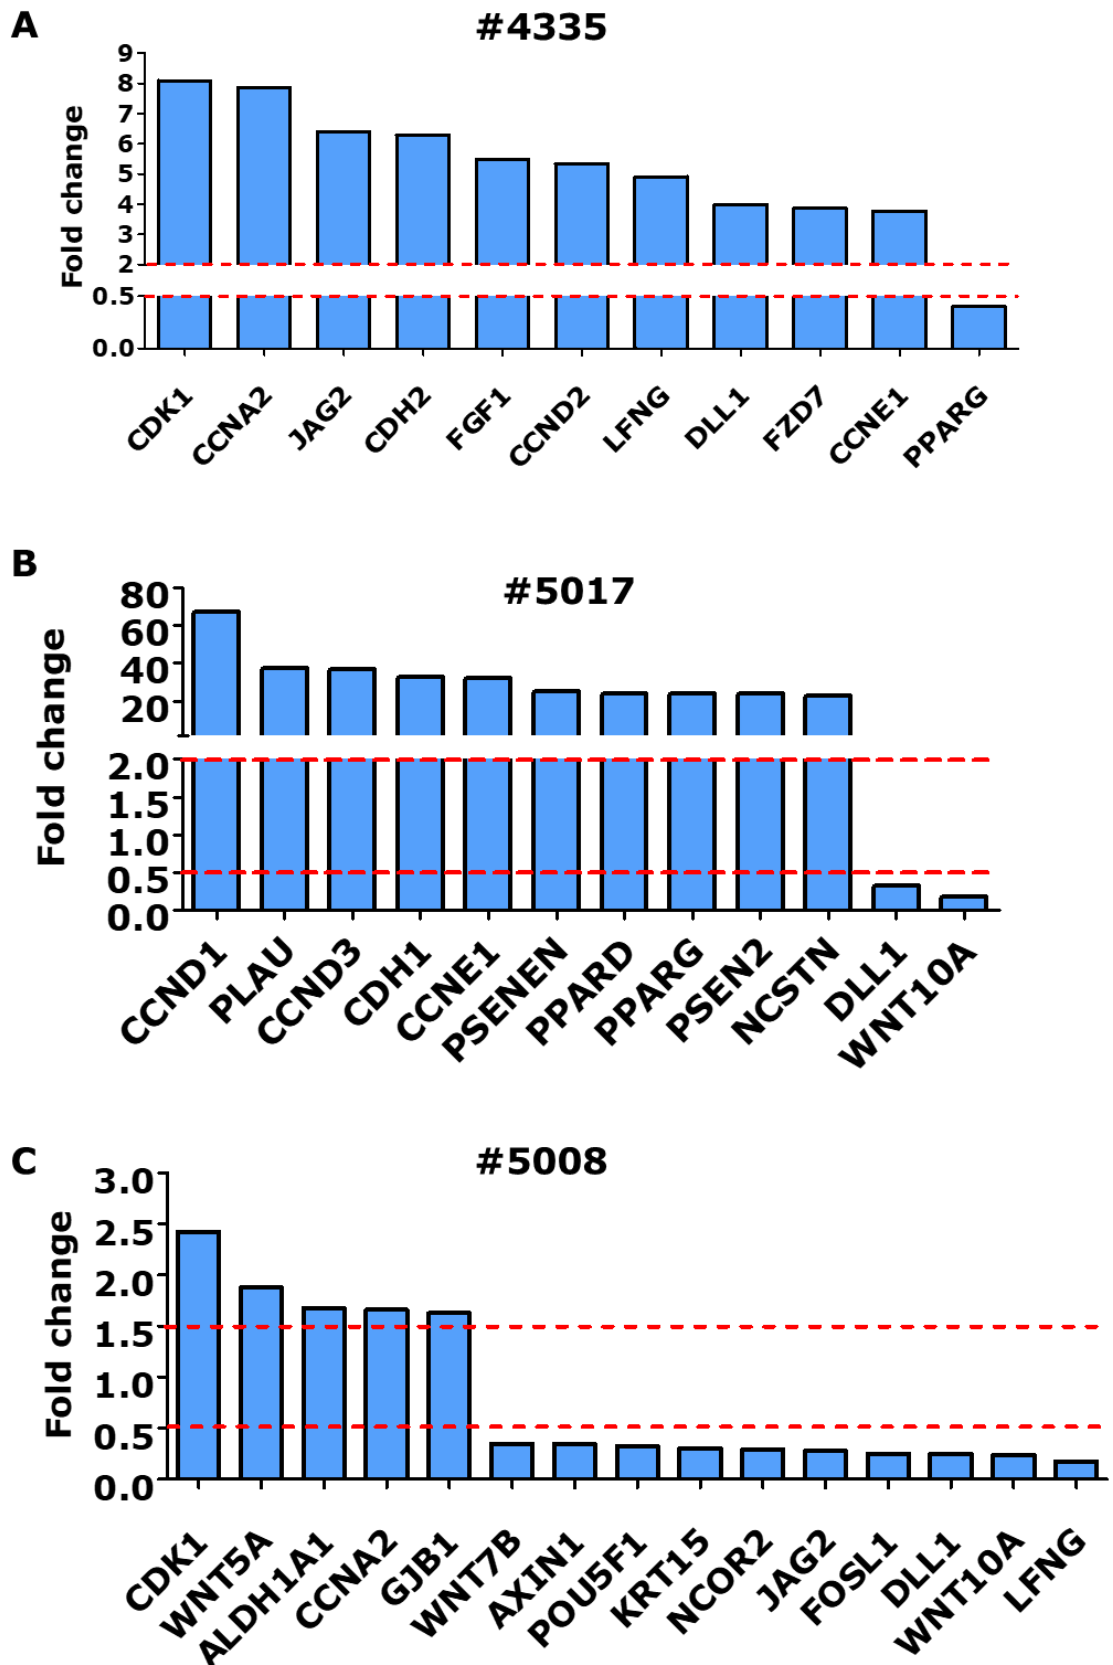 A
#4335
Fold change
9
8
7
6
5
4
3
2
0.5
0.0
CDK1
CCNA2
JAG2
CDH2
FGF1
CCND2
LFNG
DLL1
FZD7
CCNE1
PPARG
B
#5017
Fold change
80
60
40
20
2.0
1.5
1.0
0.5
0.0
CCND1
PLAU
CCND3
CDH1
CCNE1
PSENEN
PPARD
PPARG
PSEN2
NCSTN
DLL1
WNT10A
C
#5008
Fold change
3.0
2.5
2.0
1.5
1.0
0.5
0.0
CDK1
WNT5A
ALDH1A1
CCNA2
GJB1
WNT7B
AXIN1
POU5F1
KRT15
NCOR2
JAG2
FOSL1
DLL1
WNT10A
LFNG